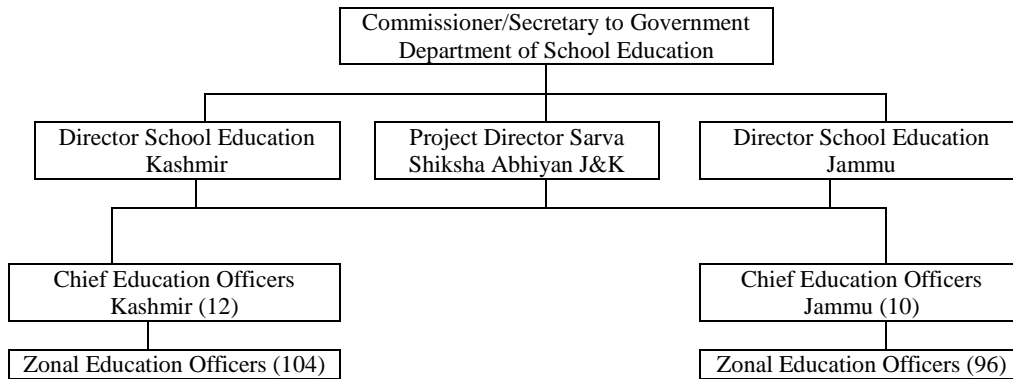 Commissioner/Secretary to Government
Department of School Education
Director School Education
Kashmir
Project Director Sarva
Shiksha Abhiyan J&K
Director School Education
Jammu
Chief Education Officers
Kashmir (12)
Chief Education Officers
Jammu (10)
Zonal Education Officers (104)
Zonal Education Officers (96)